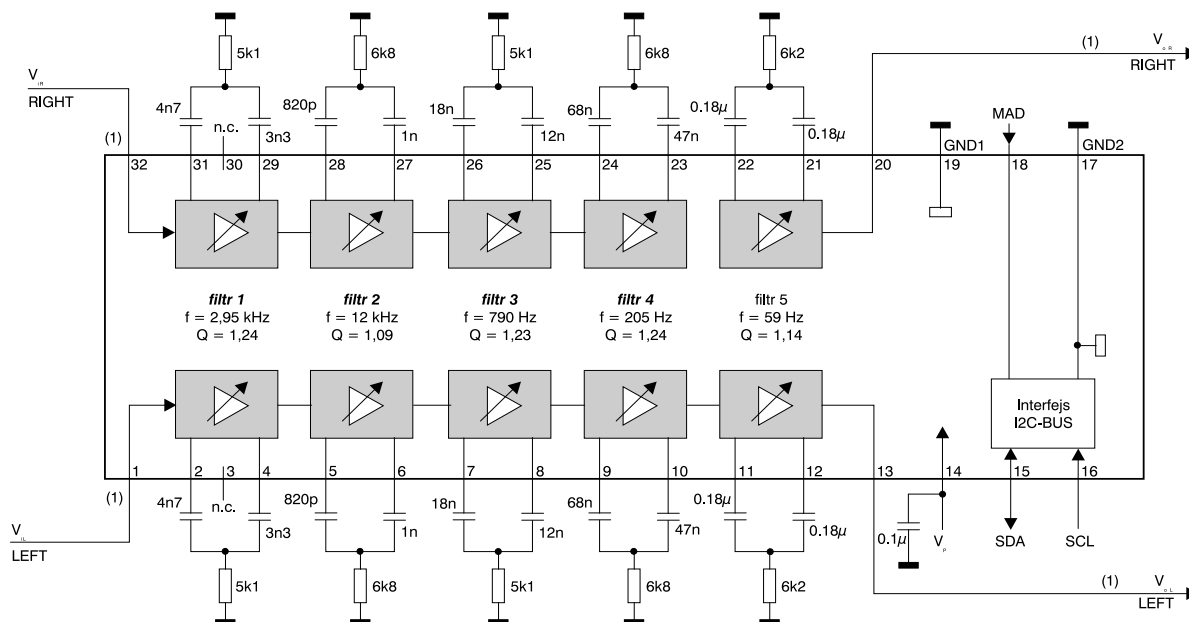 5k1 6k8 5k1 6k8 6k2
(1) V oR
RIGHT
V iR
RIGHT
4n7 820p 18n 68n 0.18µ
n.c.
3n3 1n 12n 47n 0.18µ
MAD
(1)
GND1 GND2
32 31 30 29 28 27 26 25 24 23 22 21 20 19 18 17
filtr 1 filtr 2 filtr 3 filtr 4 filtr 5
f = 2,95 kHz f = 12 kHz f = 790 Hz f = 205 Hz f = 59 Hz
Q = 1,24 Q = 1,09 Q = 1,23 Q = 1,24 Q = 1,14
Interfejs
I2C-BUS
1 2 3 4 5 6 7 8 9 10 11 12 13 14 15 16
(1)
4n7 820p 18n 68n 0.18µ
n.c.
3n3 1n 12n 47n 0.18µ
V iL
LEFT
0.1µ V p SDA SCL
5k1 6k8 5k1 6k8 6k2
(1) V oL
LEFT